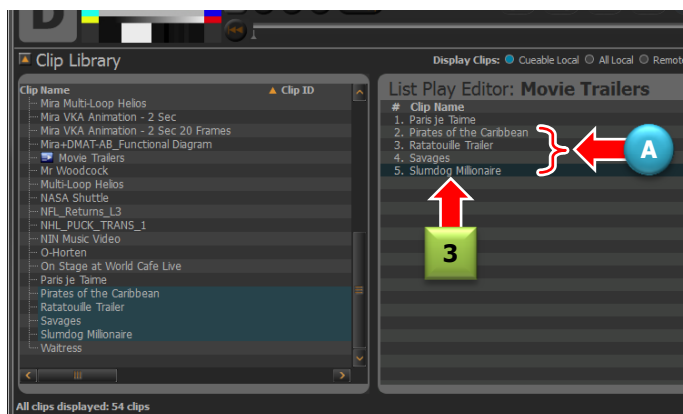 D
Clip Library
Display Clips: Cueable Local All Local Remote
Clip Name Clip ID
Mira Multi-Loop Helios
Mira VKA Animation - 2 Sec
Mira VKA Animation - 2 Sec 20 Frames
Mira+DMAT-AB_Functional Diagram
Movie Trailers
Mr Woodcock
Multi-Loop Helios
NASA Shuttle
NFL_Returns_L3
NHL_PUCK_TRANS_1
NIN Music Video
O-Horten
On Stage at World Cafe Live
Paris je Taime
Pirates of the Caribbean
Ratatouille Trailer
Savages
Slumdog Millionaire
Waitress
All clips displayed: 54 clips
List Play Editor: Movie Trailers
# Clip Name
1. Paris je Taime
2. Pirates of the Caribbean
3. Ratatouille Trailer
4. Savages
5. Slumdog Millionaire
A
3